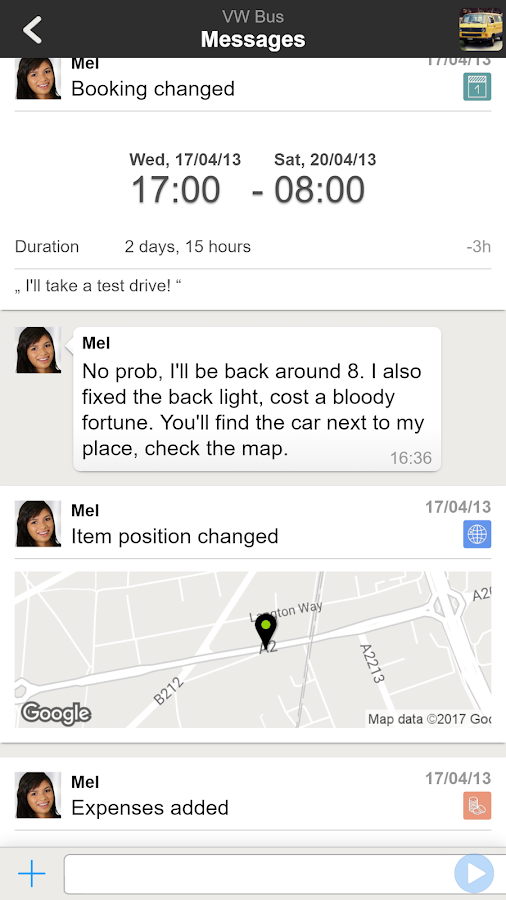 VW Bus
Messages
Mel
17/04/13
Booking changed
1
Wed, 17/04/13 Sat, 20/04/13
17:00 - 08:00
Duration 2 days, 15 hours -3h
„ I'll take a test drive! “
Mel
No prob, I'll be back around 8. I also
fixed the back light, cost a bloody
fortune. You'll find the car next to my
place, check the map.
16:36
Mel
17/04/13
Item position changed
Langton Way
A2
A2213
B212
Google
Map data ©2017 Goo
Mel
17/04/13
Expenses added